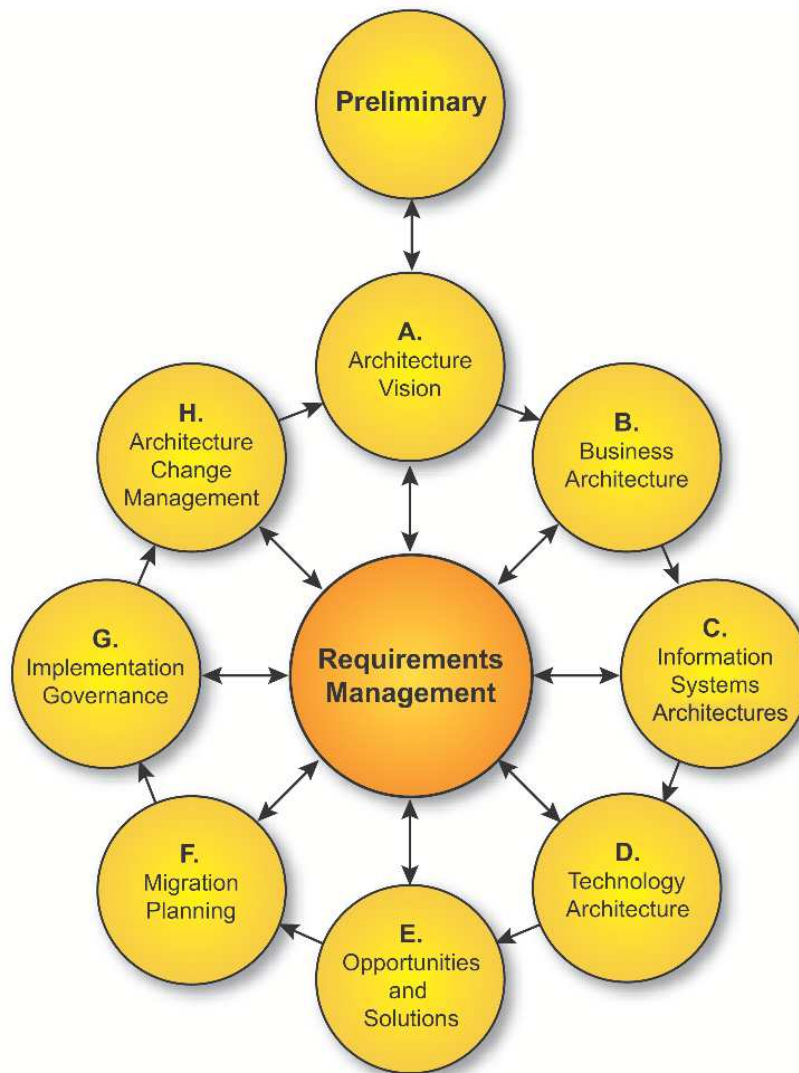 Preliminary
A.
Architecture
Vision
B.
Business
Architecture
C.
Information
Systems
Architectures
D.
Technology
Architecture
E.
Opportunities
and
Solutions
F.
Migration
Planning
G.
Implementation
Governance
H.
Architecture
Change
Management
Requirements
Management